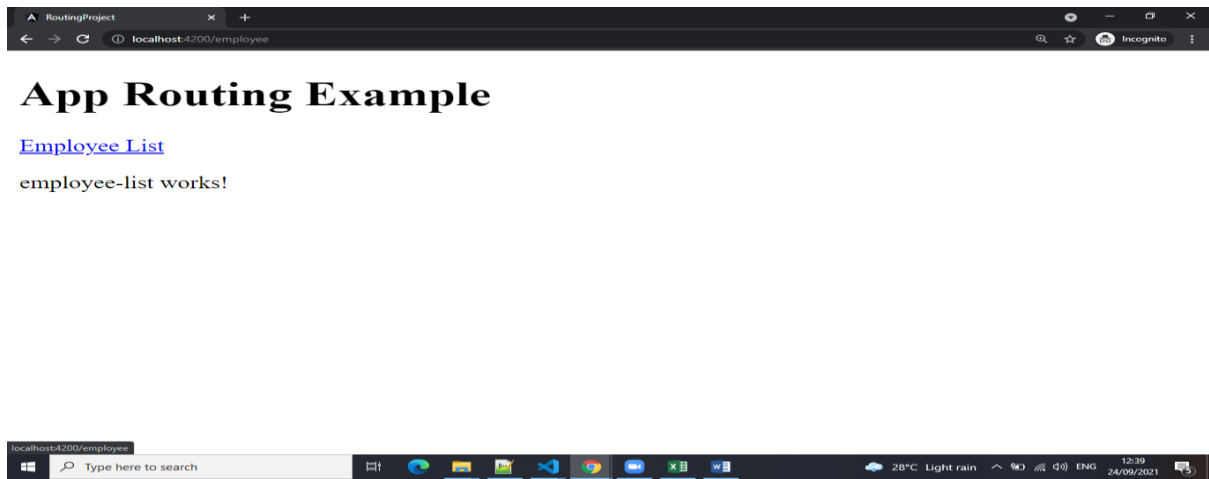 RoutingProject
localhost:4200/employee
Incognito
App Routing Example
Employee List
employee-list works!
localhost:4200/employee
Type here to search
28°C Light rain
ENG
12:39
24/09/2021
5